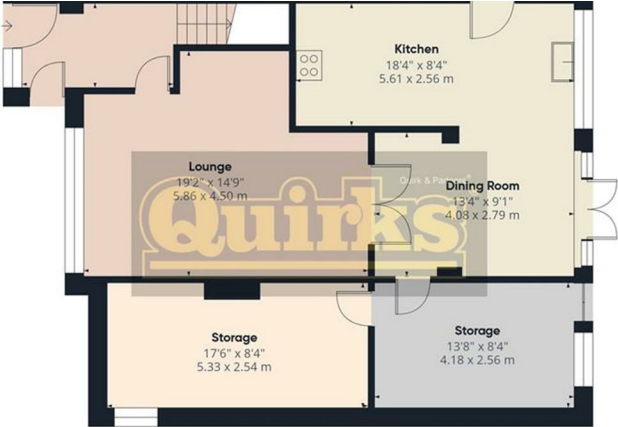 Kitchen
18'4" x 8'4"
5.61 x 2.56 m
Lounge
19'2" x 14'9"
5.86 x 4.50 m
Quirk &
Dining Room
13'4" x 9'1"
4.08 x 2.79 m
Quirks
Storage
17'6" x 8'4"
5.33 x 2.54 m
Storage
13'8" x 8'4"
4.18 x 2.56 m